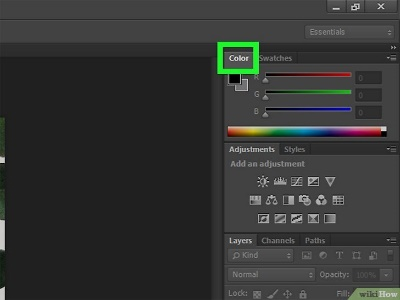 Essentials
Color Swatches
R 0
G 0
B 0
Adjustments Styles
Add an adjustment
Layers Channels Paths
Kind
Normal Opacity: 100%
Lock: Fill:
wikiHow